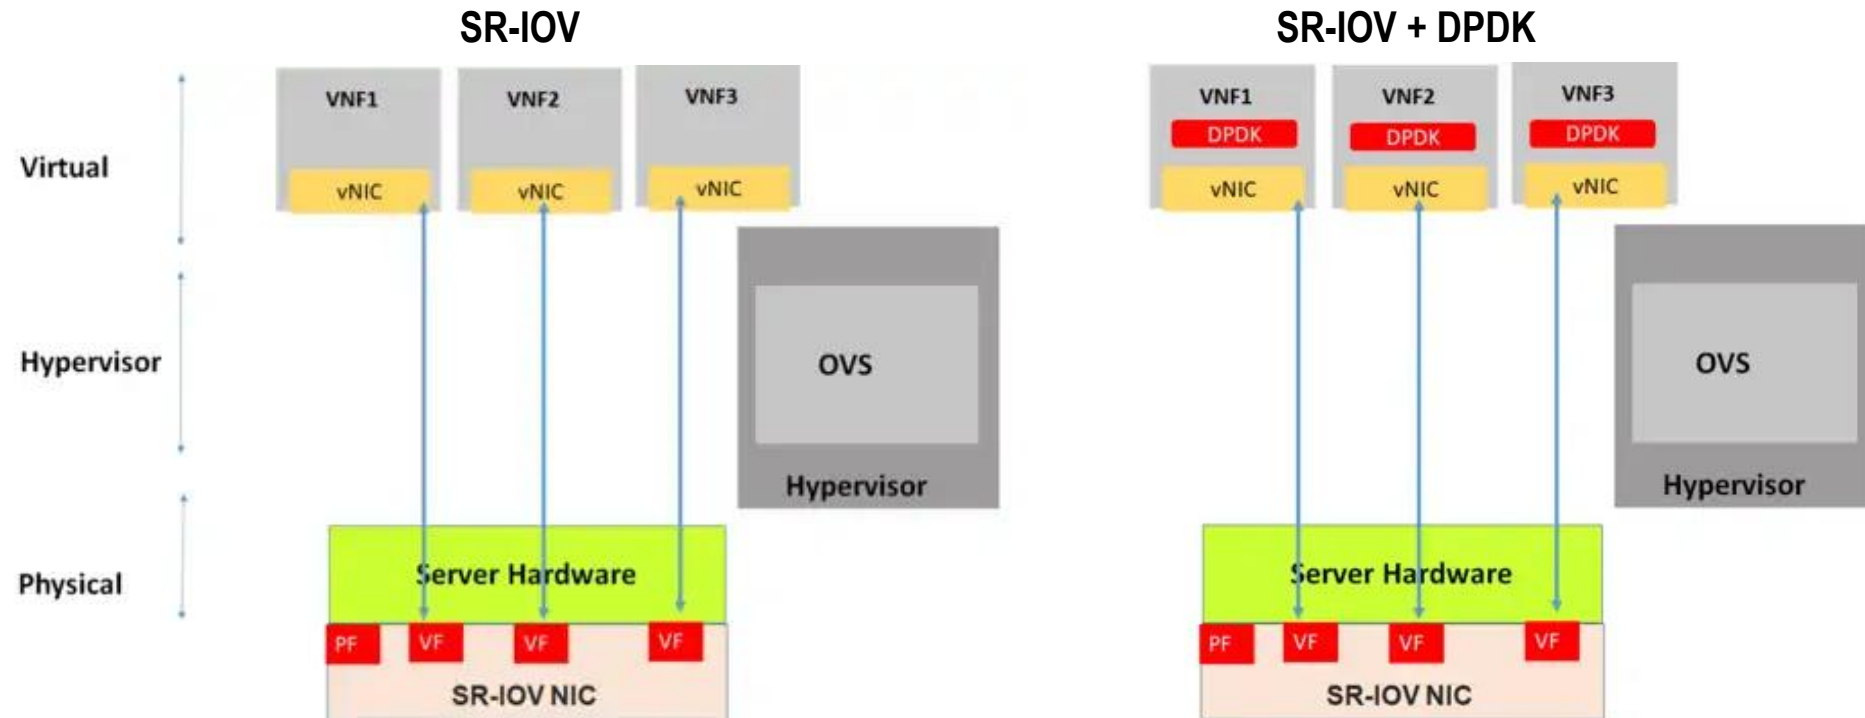 SR-IOV
SR-IOV + DPDK
Virtual
Hypervisor
Physical
VNF1
VNF2
VNF3
vNIC
vNIC
vNIC
OVS
Hypervisor
Server Hardware
PF
VF
VF
VF
SR-IOV NIC
VNF1
VNF2
VNF3
DPDK
DPDK
DPDK
vNIC
vNIC
vNIC
OVS
Hypervisor
Server Hardware
PF
VF
VF
VF
SR-IOV NIC